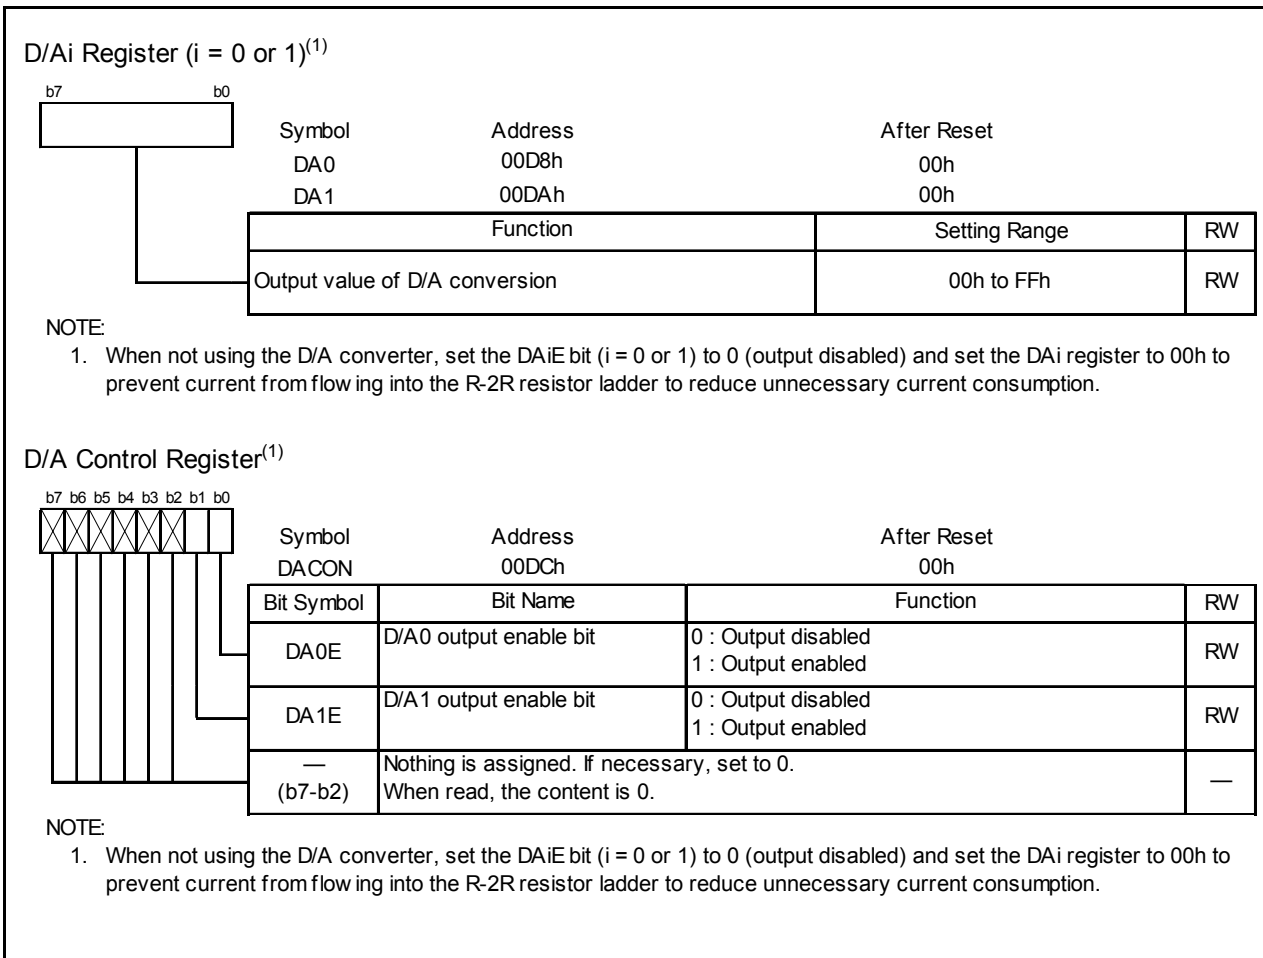 D/Ai Register (i = 0 or 1)(1)
b7 b0
Symbol Address After Reset
DA0 00D8h 00h
DA1 00DAh 00h
Function Setting Range RW
Output value of D/A conversion 00h to FFh RW
NOTE:
1. When not using the D/A converter, set the DAiE bit (i = 0 or 1) to 0 (output disabled) and set the DAi register to 00h to
prevent current from flowing into the R-2R resistor ladder to reduce unnecessary current consumption.
D/A Control Register(1)
b7 b6 b5 b4 b3 b2 b1 b0
Symbol Address After Reset
DACON 00DCh 00h
Bit Symbol Bit Name Function RW
DA0E D/A0 output enable bit 0 : Output disabled RW
1 : Output enabled
DA1E D/A1 output enable bit 0 : Output disabled RW
1 : Output enabled
— Nothing is assigned. If necessary, set to 0. —
(b7-b2) When read, the content is 0.
NOTE:
1. When not using the D/A converter, set the DAiE bit (i = 0 or 1) to 0 (output disabled) and set the DAi register to 00h to
prevent current from flowing into the R-2R resistor ladder to reduce unnecessary current consumption.